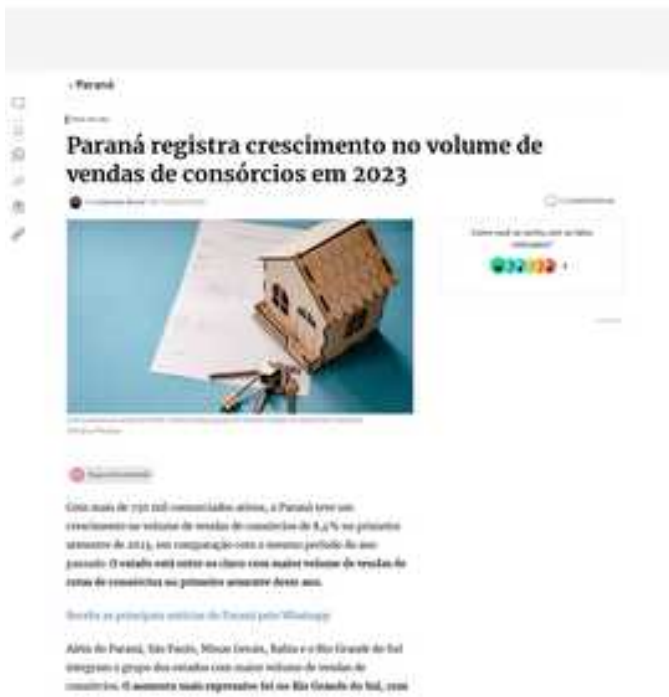 Paraná
Paraná registra crescimento no volume de
vendas de consórcios em 2023
Com mais de 750 mil consorciados ativos, o Paraná teve um
crescimento no volume de vendas de consórcios de 8,4% no primeiro
semestre de 2023, em comparação com o mesmo período do ano
passado. O estado está entre os cinco com maior volume de vendas de
cotas de consórcios no primeiro semestre deste ano.
Receba as principais notícias do Paraná pelo WhatsApp
Além do Paraná, São Paulo, Minas Gerais, Bahia e o Rio Grande do Sul
integram o grupo dos estados com maior volume de vendas de
consórcios. O aumento mais expressivo foi no Rio Grande do Sul, com